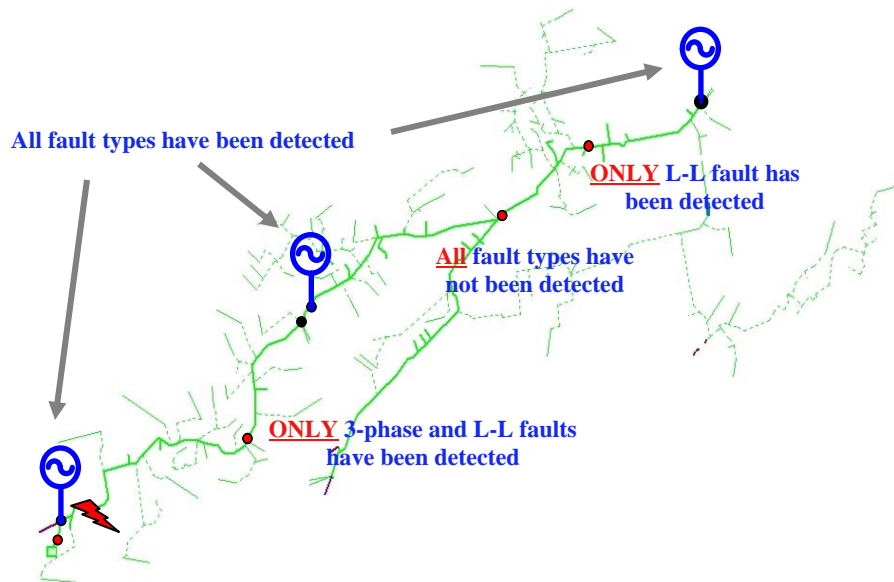 All fault types have been detected
ONLY L-L fault has
been detected
All fault types have
not been detected
ONLY 3-phase and L-L faults
have been detected